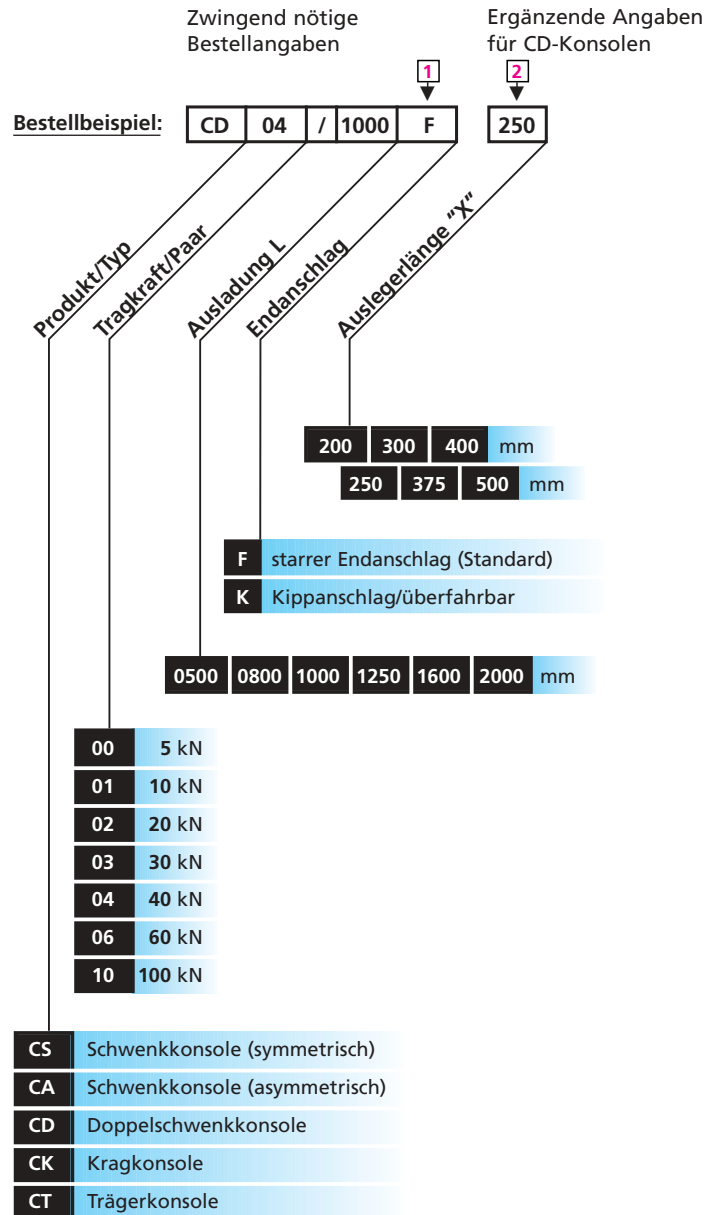 Zwingend nötige
Bestellangaben
Ergänzende Angaben
für CD-Konsolen
1
2
Bestellbeispiel:
CD 04 / 1000 F 250
Produkt/Typ
Tragkraft/Paar
Ausladung L
Endanschlag
Auslegerlänge "X"
200 300 400 mm
250 375 500 mm
F starrer Endanschlag (Standard)
K Kippanschlag/überfahrbar
0500 0800 1000 1250 1600 2000 mm
00 5 kN
01 10 kN
02 20 kN
03 30 kN
04 40 kN
06 60 kN
10 100 kN
CS Schwenkkonsole (symmetrisch)
CA Schwenkkonsole (asymmetrisch)
CD Doppelschwenkkonsole
CK Kragkonsole
CT Trägerkonsole